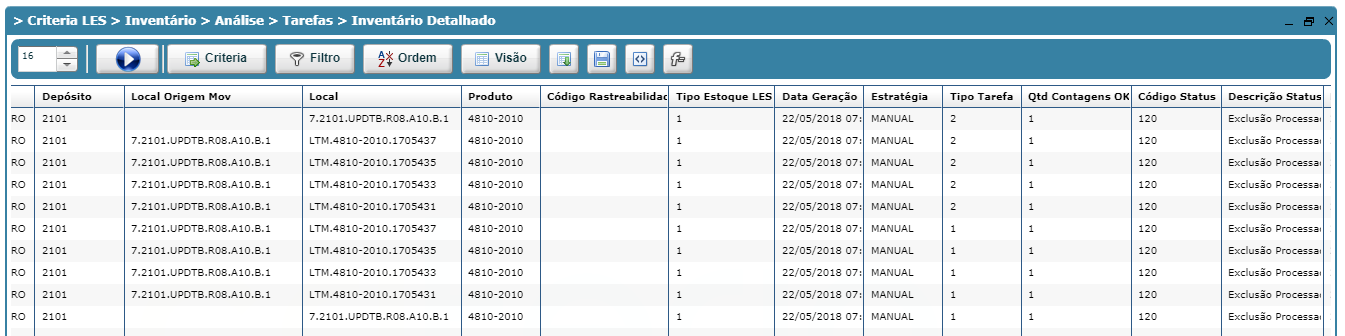 > Criteria LES > Inventário > Análise > Tarefas > Inventário Detalhado
16 Criteria Filtro Ordem Visão
Depósito Local Origem Mov Local Produto Código Rastreabilidac Tipo Estoque LES Data Geração Estratégia Tipo Tarefa Qtd Contagens OK Código Status Descrição Status
RO 2101 7.2101.UPDTB.R08.A10.B.1 4810-2010 1 22/05/2018 07: MANUAL 2 1 120 Exclusão Processa
RO 2101 7.2101.UPDTB.R08.A10.B.1 LTM.4810-2010.1705437 4810-2010 1 22/05/2018 07: MANUAL 2 1 120 Exclusão Processa
RO 2101 7.2101.UPDTB.R08.A10.B.1 LTM.4810-2010.1705435 4810-2010 1 22/05/2018 07: MANUAL 2 1 120 Exclusão Processa
RO 2101 7.2101.UPDTB.R08.A10.B.1 LTM.4810-2010.1705433 4810-2010 1 22/05/2018 07: MANUAL 2 1 120 Exclusão Processa
RO 2101 7.2101.UPDTB.R08.A10.B.1 LTM.4810-2010.1705431 4810-2010 1 22/05/2018 07: MANUAL 2 1 120 Exclusão Processa
RO 2101 7.2101.UPDTB.R08.A10.B.1 LTM.4810-2010.1705437 4810-2010 1 22/05/2018 07: MANUAL 1 1 120 Exclusão Processa
RO 2101 7.2101.UPDTB.R08.A10.B.1 LTM.4810-2010.1705435 4810-2010 1 22/05/2018 07: MANUAL 1 1 120 Exclusão Processa
RO 2101 7.2101.UPDTB.R08.A10.B.1 LTM.4810-2010.1705433 4810-2010 1 22/05/2018 07: MANUAL 1 1 120 Exclusão Processa
RO 2101 7.2101.UPDTB.R08.A10.B.1 LTM.4810-2010.1705431 4810-2010 1 22/05/2018 07: MANUAL 1 1 120 Exclusão Processa
RO 2101 7.2101.UPDTB.R08.A10.B.1 4810-2010 1 22/05/2018 07: MANUAL 1 1 120 Exclusão Processa